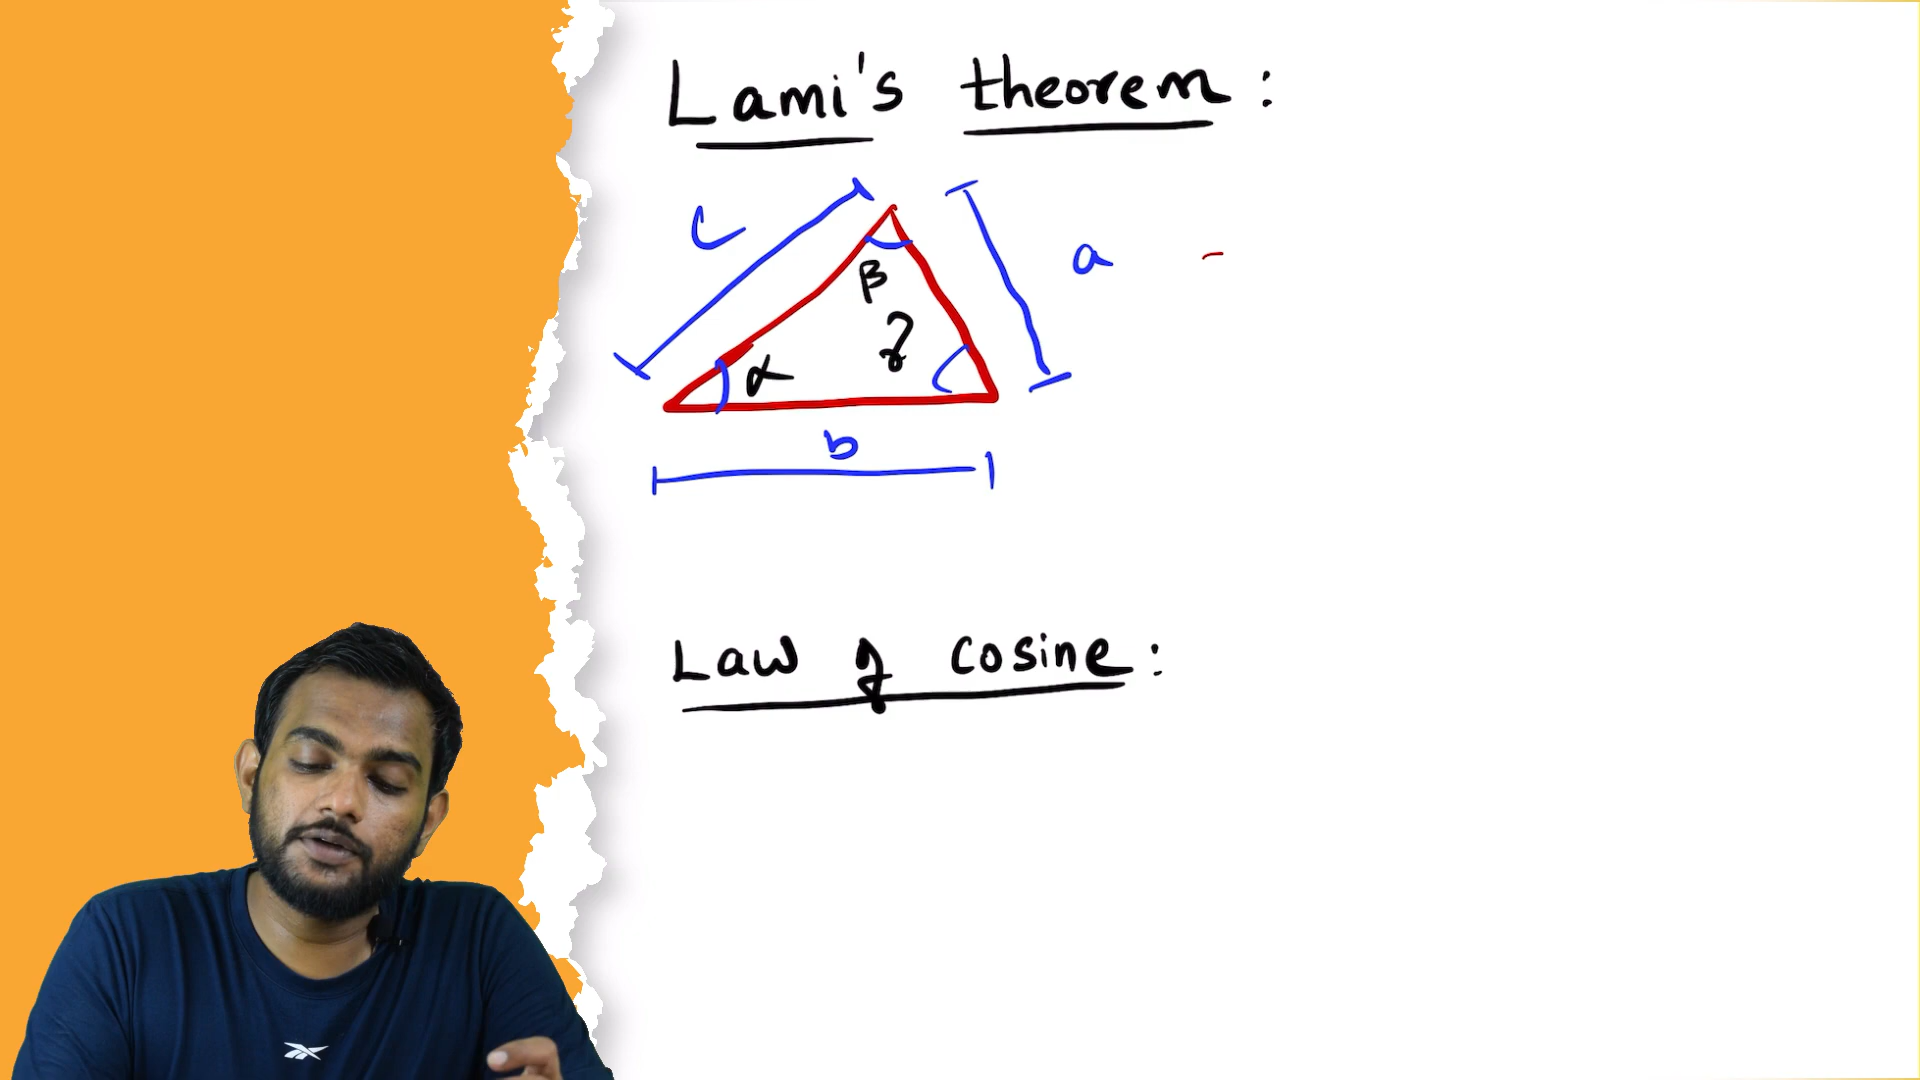 Lami's theorem :
c
a
β
γ
α
b
Law of cosine :